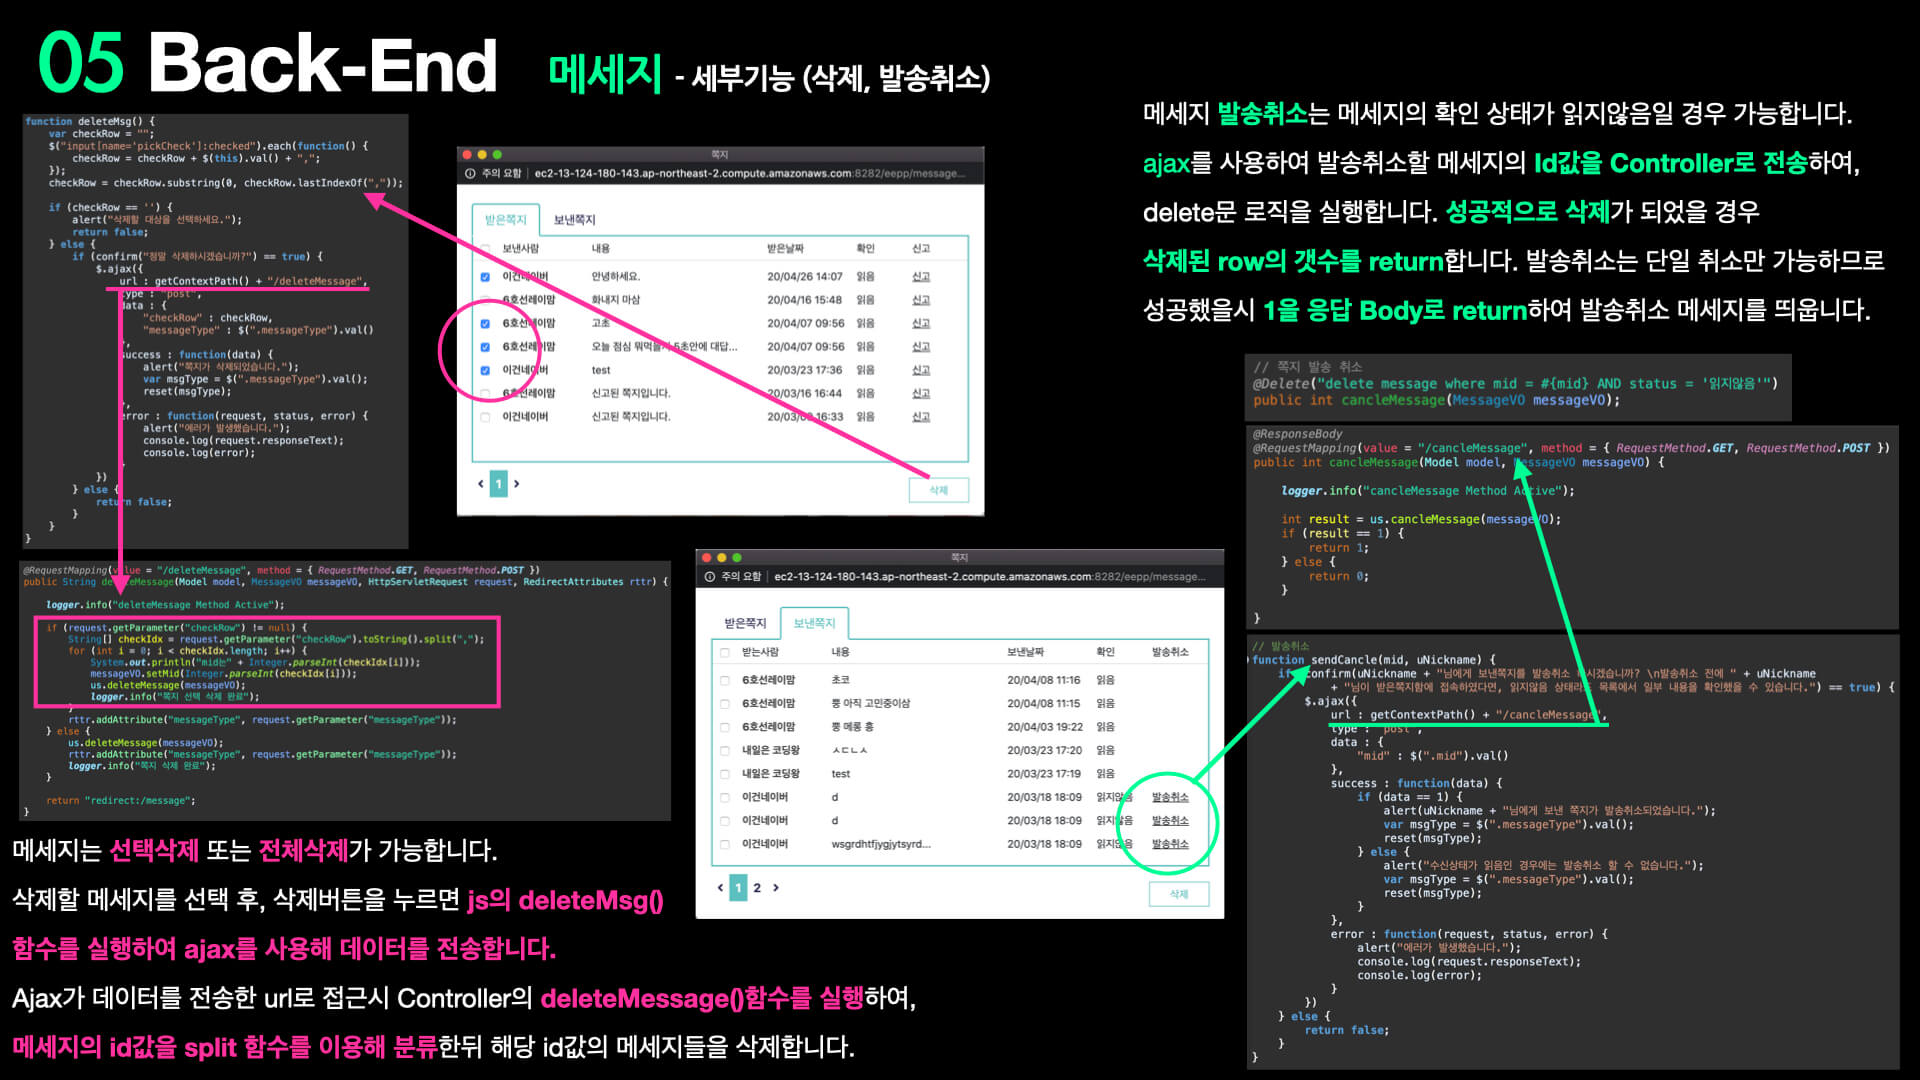 05 Back-End 메세지 - 세부기능 (삭제, 발송취소)
function deleteMsg() {
var checkRow = "";
$("input[name='pickCheck']:checked").each(function() {
checkRow = checkRow + $(this).val() + ",";
});
checkRow = checkRow.substring(0, checkRow.lastIndexOf(","));
if (checkRow == '') {
alert("삭제할 대상을 선택하세요.");
return false;
} else {
if (confirm("정말 삭제하시겠습니까?") == true) {
$.ajax({
url : getContextPath() + "/deleteMessage",
type : "post",
data : {
"checkRow" : checkRow,
"messageType" : $(".messageType").val()
},
success : function(data) {
alert("쪽지가 삭제되었습니다.");
var msgType = $(".messageType").val();
reset(msgType);
},
error : function(request, status, error) {
alert("에러가 발생했습니다.");
console.log(request.responseText);
console.log(error);
}
})
} else {
return false;
}
}
}
@RequestMapping(value = "/deleteMessage", method = { RequestMethod.GET, RequestMethod.POST })
public String deleteMessage(Model model, MessageVO messageVO, HttpServletRequest request, RedirectAttributes rttr) {
logger.info("deleteMessage Method Active");
if (request.getParameter("checkRow") != null) {
String[] checkIdx = request.getParameter("checkRow").toString().split(",");
for (int i = 0; i < checkIdx.length; i++) {
System.out.println("mid는" + Integer.parseInt(checkIdx[i]));
messageVO.setMid(Integer.parseInt(checkIdx[i]));
us.deleteMessage(messageVO);
logger.info("쪽지 선택 삭제 완료");
}
rttr.addAttribute("messageType", request.getParameter("messageType"));
} else {
us.deleteMessage(messageVO);
rttr.addAttribute("messageType", request.getParameter("messageType"));
logger.info("쪽지 삭제 완료");
}
return "redirect:/message";
}
메세지는 선택삭제 또는 전체삭제가 가능합니다.
삭제할 메세지를 선택 후, 삭제버튼을 누르면 js의 deleteMsg()
함수를 실행하여 ajax를 사용해 데이터를 전송합니다.
Ajax가 데이터를 전송한 url로 접근시 Controller의 deleteMessage()함수를 실행하여,
메세지의 id값을 split 함수를 이용해 분류한뒤 해당 id값의 메세지들을 삭제합니다.
쪽지
주의 요함 | ec2-13-124-180-143.ap-northeast-2.compute.amazonaws.com:8282/eepp/message...
받은쪽지 보낸쪽지
보낸사람 내용 받은날짜 확인 신고
이건네이버 안녕하세요. 20/04/26 14:07 읽음 신고
6호선레이맘 화내지 마삼 20/04/16 15:48 읽음 신고
6호선레이맘 고초 20/04/07 09:56 읽음 신고
6호선레이맘 오늘 점심 뭐먹을지 5초안에 대답... 20/04/07 09:56 읽음 신고
이건네이버 test 20/03/23 17:36 읽음 신고
6호선레이맘 신고된 쪽지입니다. 20/03/16 16:44 읽음 신고
이건네이버 신고된 쪽지입니다. 16:33 읽음 신고
< 1 >
삭제
쪽지
주의 요함 | ec2-13-124-180-143.ap-northeast-2.compute.amazonaws.com:8282/eepp/message...
받은쪽지 보낸쪽지
받는사람 내용 보낸날짜 확인 발송취소
6호선레이맘 초코 20/04/08 11:16 읽음
6호선레이맘 뿡 아직 고민중이삼 20/04/08 11:15 읽음
6호선레이맘 뿡 메롱 홍 20/04/03 19:22 읽음
내일은 코딩왕 ㅅㄷㄴㅅ 20/03/23 17:20 읽음
내일은 코딩왕 test 20/03/23 17:19 읽음
이건네이버 d 20/03/18 18:09 읽지않음 발송취소
이건네이버 d 20/03/18 18:09 읽지않음 발송취소
이건네이버 wsgrdhtfjygjytsyrd... 20/03/18 18:09 읽지않음 발송취소
< 1 2 >
삭제
메세지 발송취소는 메세지의 확인 상태가 읽지않음일 경우 가능합니다.
ajax를 사용하여 발송취소할 메세지의 Id값을 Controller로 전송하여,
delete문 로직을 실행합니다. 성공적으로 삭제가 되었을 경우
삭제된 row의 갯수를 return합니다. 발송취소는 단일 취소만 가능하므로
성공했을시 1을 응답 Body로 return하여 발송취소 메세지를 띄웁니다.
// 쪽지 발송 취소
@Delete("delete message where mid = #{mid} AND status = '읽지않음'")
public int cancleMessage(MessageVO messageVO);
@ResponseBody
@RequestMapping(value = "/cancleMessage", method = { RequestMethod.GET, RequestMethod.POST })
public int cancleMessage(Model model, MessageVO messageVO) {
logger.info("cancleMessage Method Active");
int result = us.cancleMessage(messageVO);
if (result == 1) {
return 1;
} else {
return 0;
}
}
// 발송취소
function sendCancle(mid, uNickname) {
if (confirm(uNickname + "님에게 보낸쪽지를 발송취소 하시겠습니까? \n발송취소 전에 " + uNickname
+ "님이 받은쪽지함에 접속하였다면, 읽지않음 상태라도 목록에서 일부 내용을 확인했을 수 있습니다.") == true) {
$.ajax({
url : getContextPath() + "/cancleMessage",
type : "post",
data : {
"mid" : $(".mid").val()
},
success : function(data) {
if (data == 1) {
alert(uNickname + "님에게 보낸 쪽지가 발송취소되었습니다.");
var msgType = $(".messageType").val();
reset(msgType);
} else {
alert("수신상태가 읽음인 경우에는 발송취소 할 수 없습니다.");
var msgType = $(".messageType").val();
reset(msgType);
}
},
error : function(request, status, error) {
alert("에러가 발생했습니다.");
console.log(request.responseText);
console.log(error);
}
})
} else {
return false;
}
}